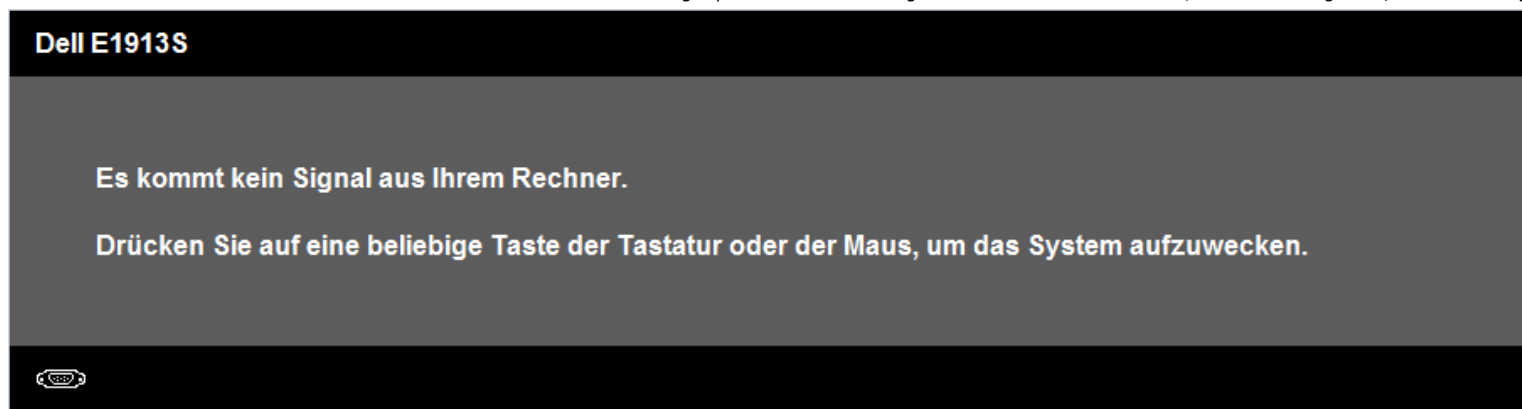 Dell E1913S
Es kommt kein Signal aus Ihrem Rechner.
Drücken Sie auf eine beliebige Taste der Tastatur oder der Maus, um das System aufzuwecken.